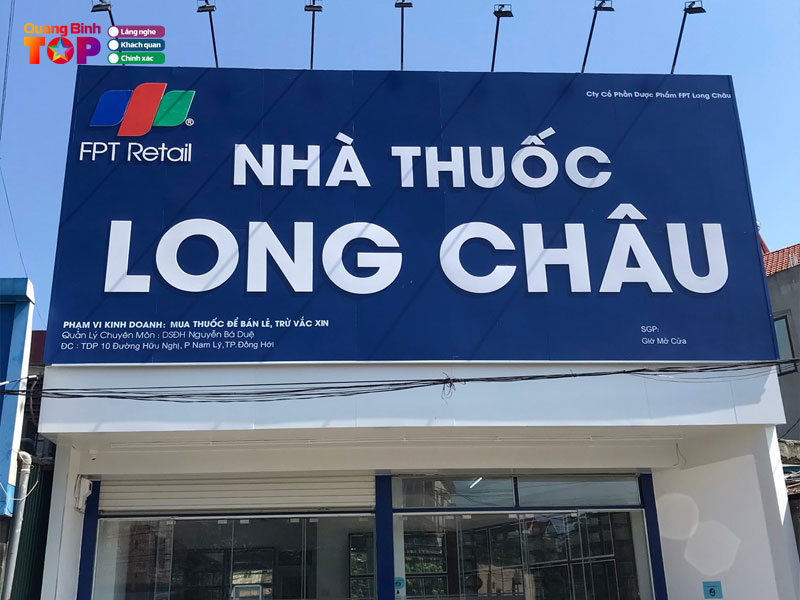 Quang Binh
TOP
Lắng nghe
Khách quan
Chính xác
Cty Cổ Phần Dược Phẩm FPT Long Châu
FPT Retail
NHÀ THUỐC
LONG CHÂU
PHẠM VI KINH DOANH: MUA THUỐC ĐỂ BÁN LẺ, TRỪ VẮC XIN
Quản Lý Chuyên Môn : DSĐH Nguyễn Bá Duệ
ĐC : TDP 10 Đường Hữu Nghị, P Nam Lý,TP.Đồng Hới
SGP:
Giờ Mở Cửa